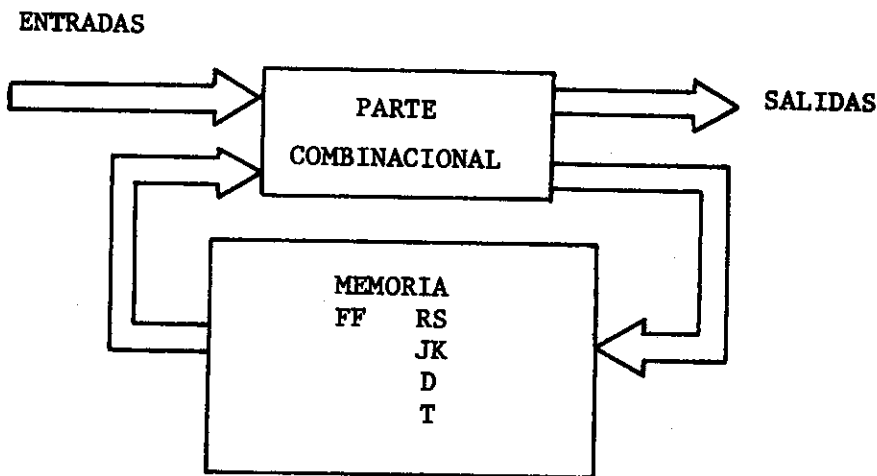 ENTRADAS
PARTE
COMBINACIONAL
SALIDAS
MEMORIA
FF RS
JK
D
T